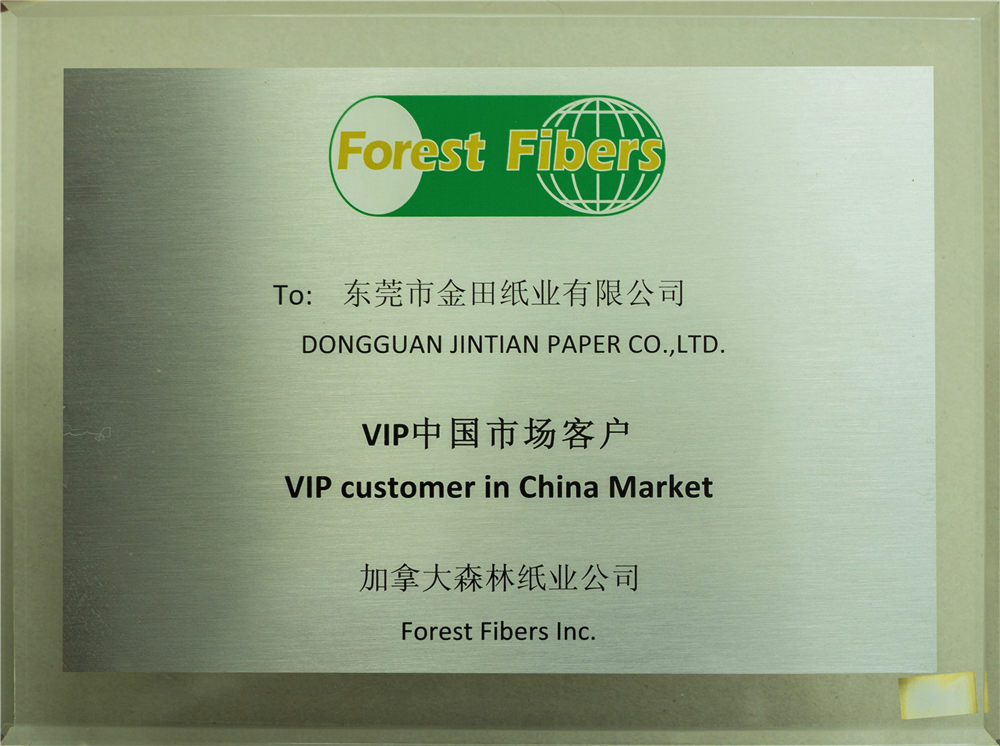 Forest Fibers
To: 东莞市金田纸业有限公司
DONGGUAN JINTIAN PAPER CO.,LTD.
VIP中国市场客户
VIP customer in China Market
加拿大森林纸业公司
Forest Fibers Inc.